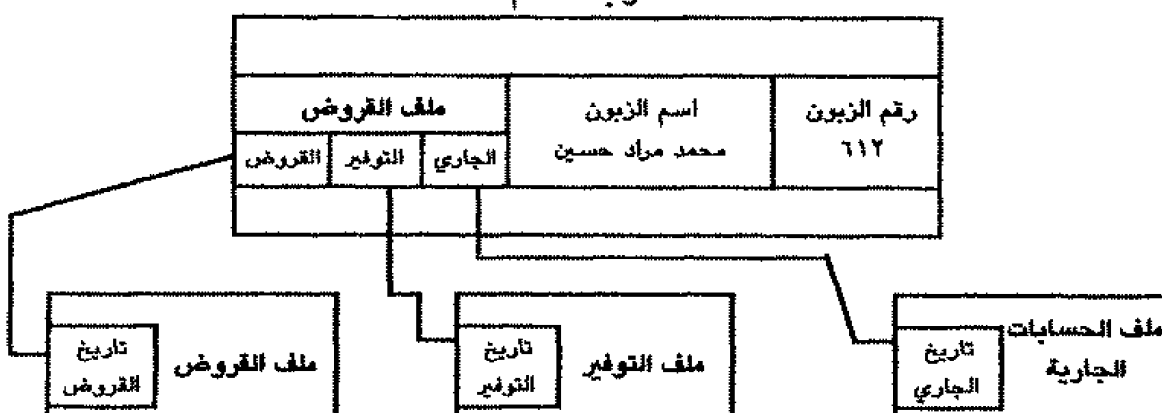 رقم الزبون
٦١٢
اسم الزبون
محمد مراد حسين
ملف القروض
الجاري
التوفير
القروض
ملف الحسابات
الجارية
تاريخ
الجاري
ملف التوفير
تاريخ
التوفير
ملف القروض
تاريخ
القروض